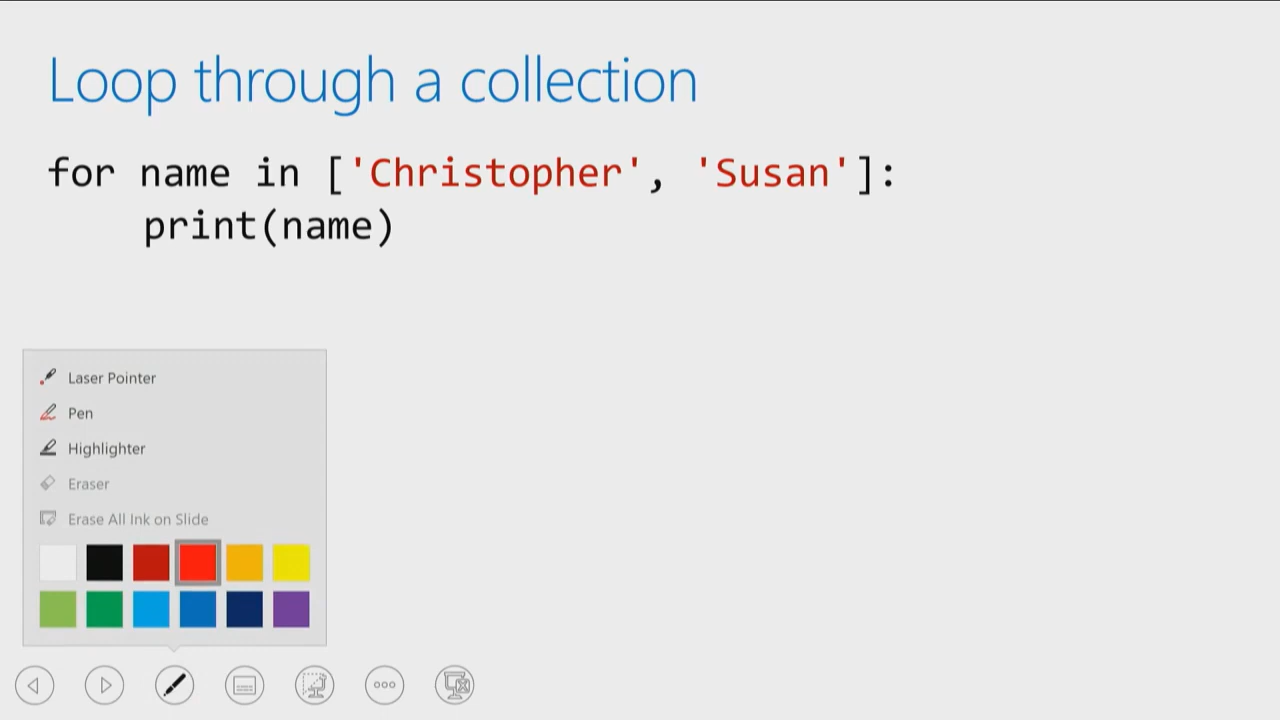 Loop through a collection
for name in ['Christopher', 'Susan']:
    print(name)
Laser Pointer
Pen
Highlighter
Eraser
Erase All Ink on Slide